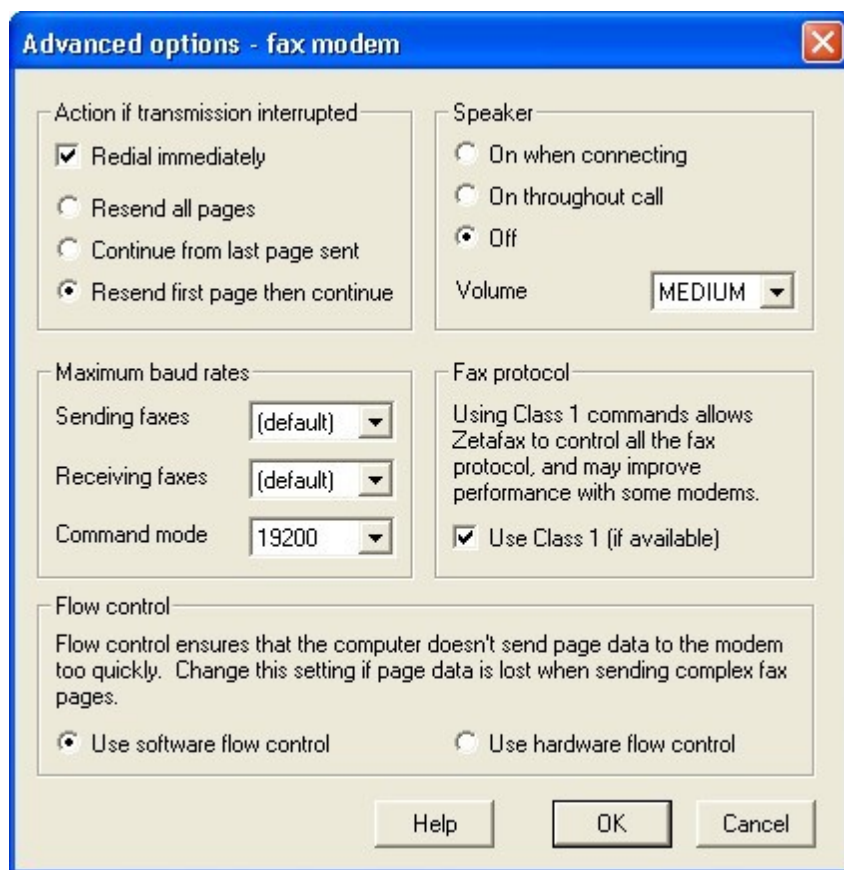 Advanced options - fax modem
Action if transmission interrupted
Redial immediately
Resend all pages
Continue from last page sent
Resend first page then continue
Speaker
On when connecting
On throughout call
Off
Volume MEDIUM
Maximum baud rates
Sending faxes (default)
Receiving faxes (default)
Command mode 19200
Fax protocol
Using Class 1 commands allows
Zetafax to control all the fax
protocol, and may improve
performance with some modems.
Use Class 1 (if available)
Flow control
Flow control ensures that the computer doesn't send page data to the modem
too quickly. Change this setting if page data is lost when sending complex fax
pages.
Use software flow control Use hardware flow control
Help OK Cancel